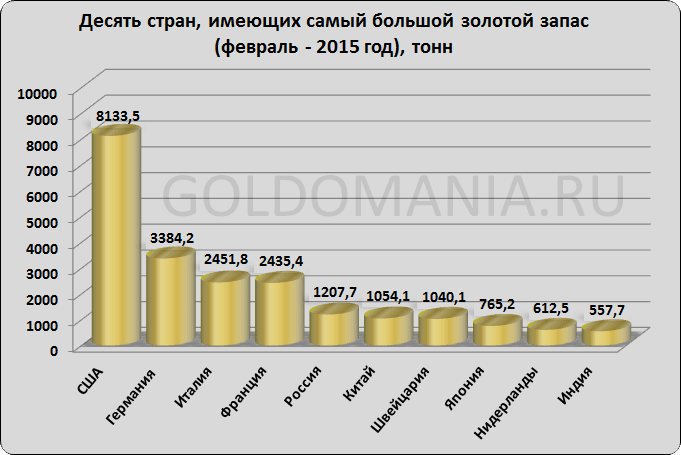 Десять стран, имеющих самый большой золотой запас
(февраль - 2015 год), тонн
10000
9000
8000
7000
6000
5000
4000
3000
2000
1000
0
8133,5
3384,2
2451,8
2435,4
1207,7
1054,1
1040,1
765,2
612,5
557,7
GOLDOMANIA.RU
США
Германия
Италия
Франция
Россия
Китай
Швейцария
Япония
Нидерланды
Индия